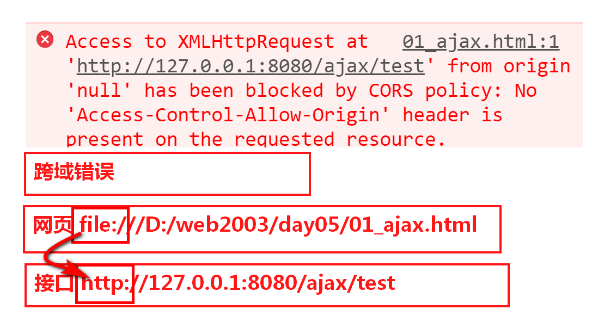 Access to XMLHttpRequest at 01_ajax.html:1
'http://127.0.0.1:8080/ajax/test' from origin
'null' has been blocked by CORS policy: No
'Access-Control-Allow-Origin' header is
present on the requested resource.
跨域错误
网页 file:///D:/web2003/day05/01_ajax.html
接口 http://127.0.0.1:8080/ajax/test